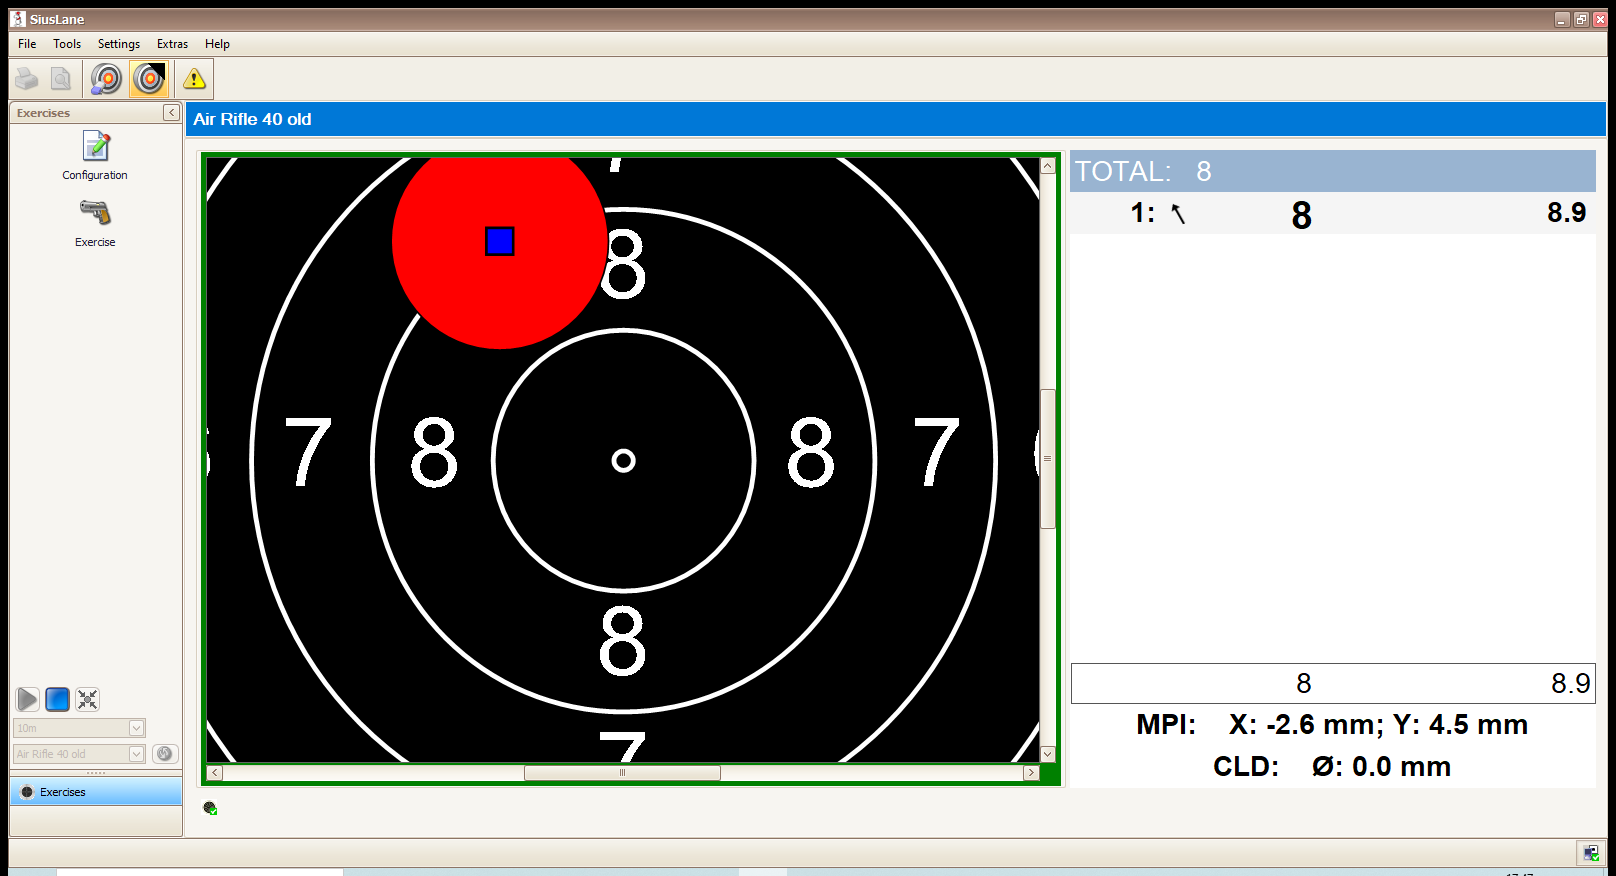 SiusLane
File Tools Settings Extras Help
Exercises
Configuration
Exercise
10m
Air Rifle 40 old
Exercises
Air Rifle 40 old
7
8
7 8 8 7
8
7
TOTAL: 8
1: 8 8.9
8 8.9
MPI: X: -2.6 mm; Y: 4.5 mm
CLD: Ø: 0.0 mm